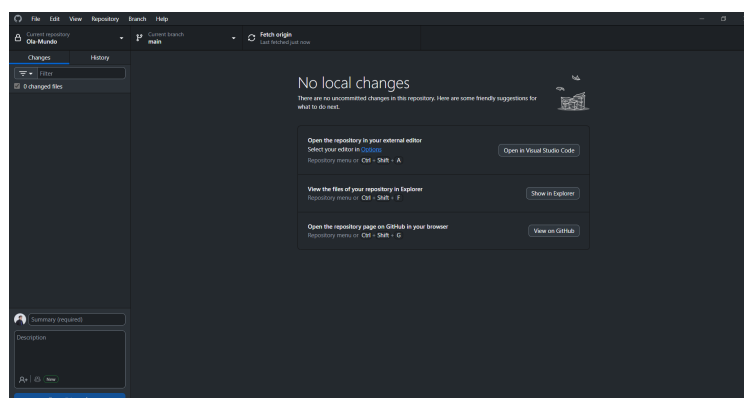 File Edit View Repository Branch Help
Current repository
Ola-Mundo
Current branch
main
Fetch origin
Last fetched just now
Changes History
Filter
0 changed files
No local changes
There are no uncommitted changes in this repository. Here are some friendly suggestions for
what to do next.
Open the repository in your external editor
Select your editor in Options
Repository menu or Ctrl + Shift + A
Open in Visual Studio Code
View the files of your repository in Explorer
Repository menu or Ctrl + Shift + F
Show in Explorer
Open the repository page on GitHub in your browser
Repository menu or Ctrl + Shift + G
View on GitHub
Summary (required)
Description
New